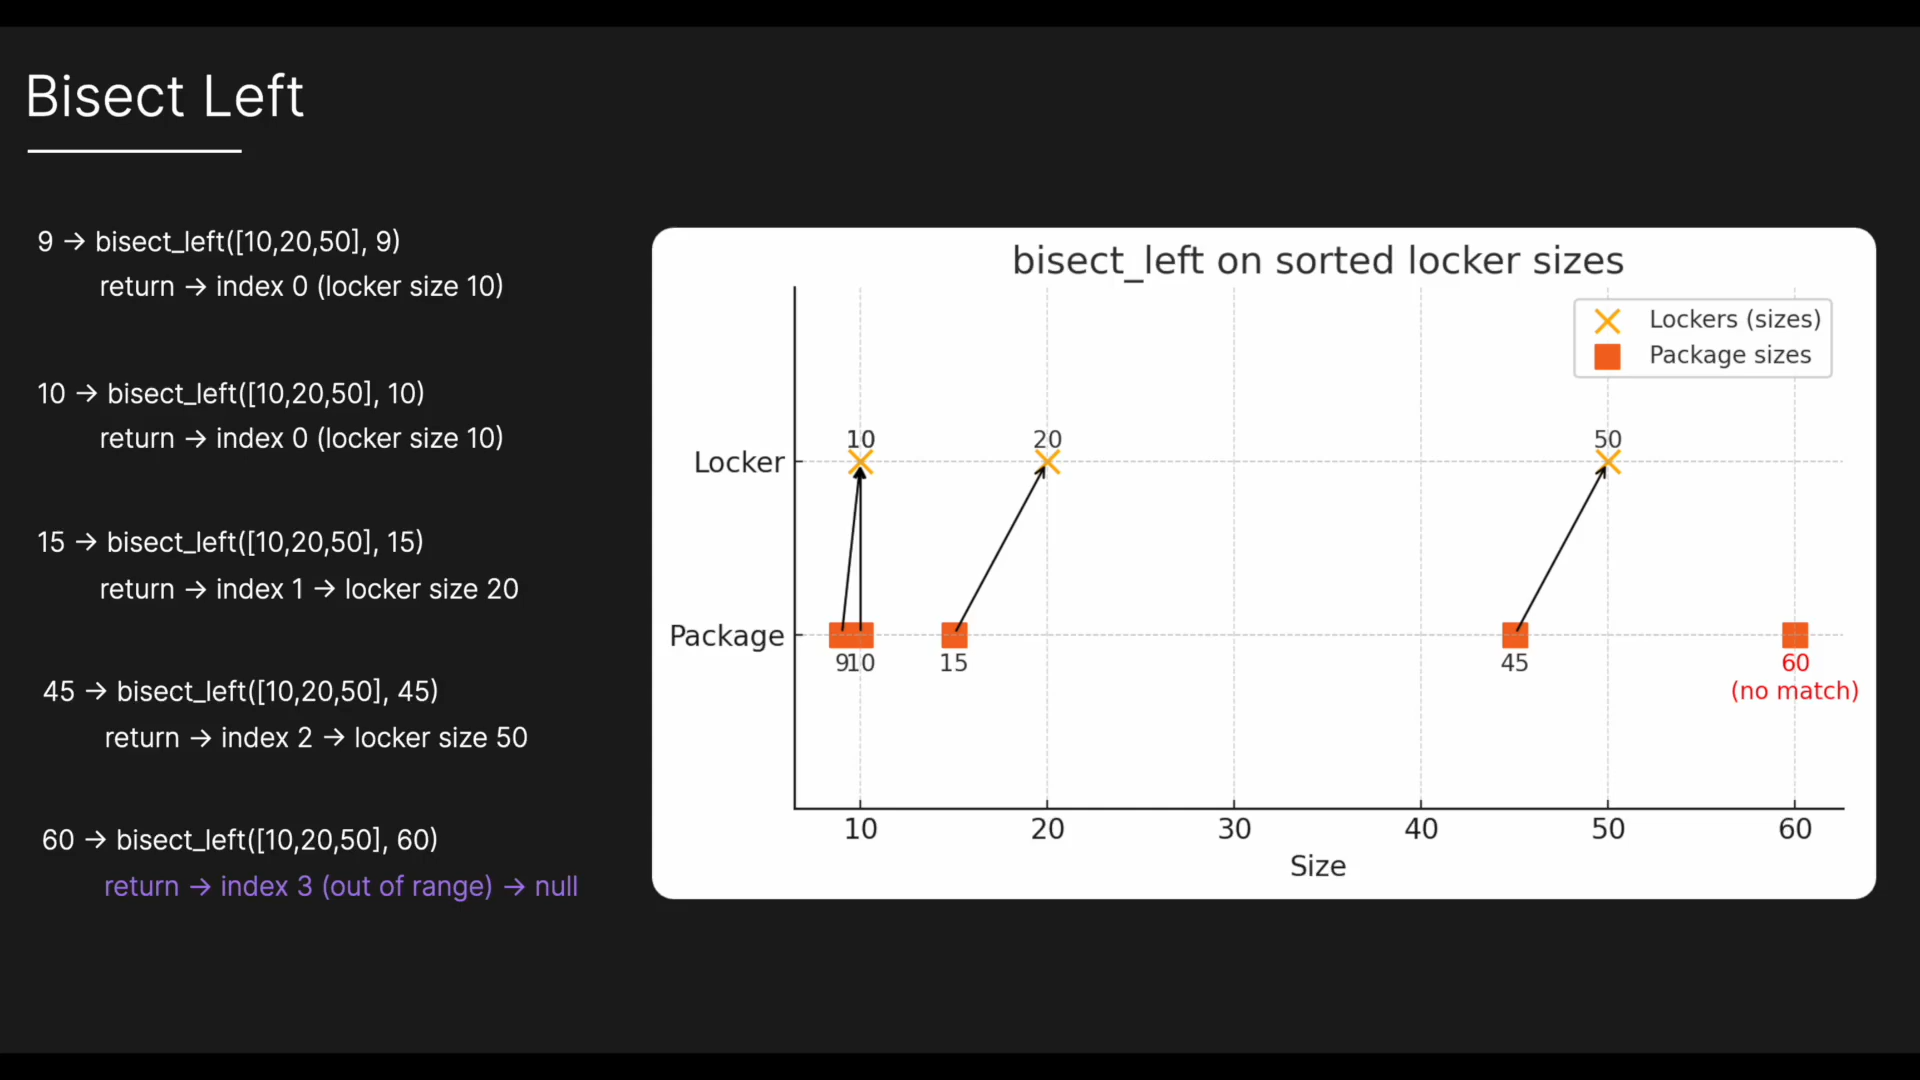 Bisect Left
9 → bisect_left([10,20,50], 9)
return → index 0 (locker size 10)
10 → bisect_left([10,20,50], 10)
return → index 0 (locker size 10)
15 → bisect_left([10,20,50], 15)
return → index 1 → locker size 20
45 → bisect_left([10,20,50], 45)
return → index 2 → locker size 50
60 → bisect_left([10,20,50], 60)
return → index 3 (out of range) → null
bisect_left on sorted locker sizes
Lockers (sizes)
Package sizes
10 20 50
Locker
Package
9 10 15 45 60
(no match)
10 20 30 40 50 60
Size